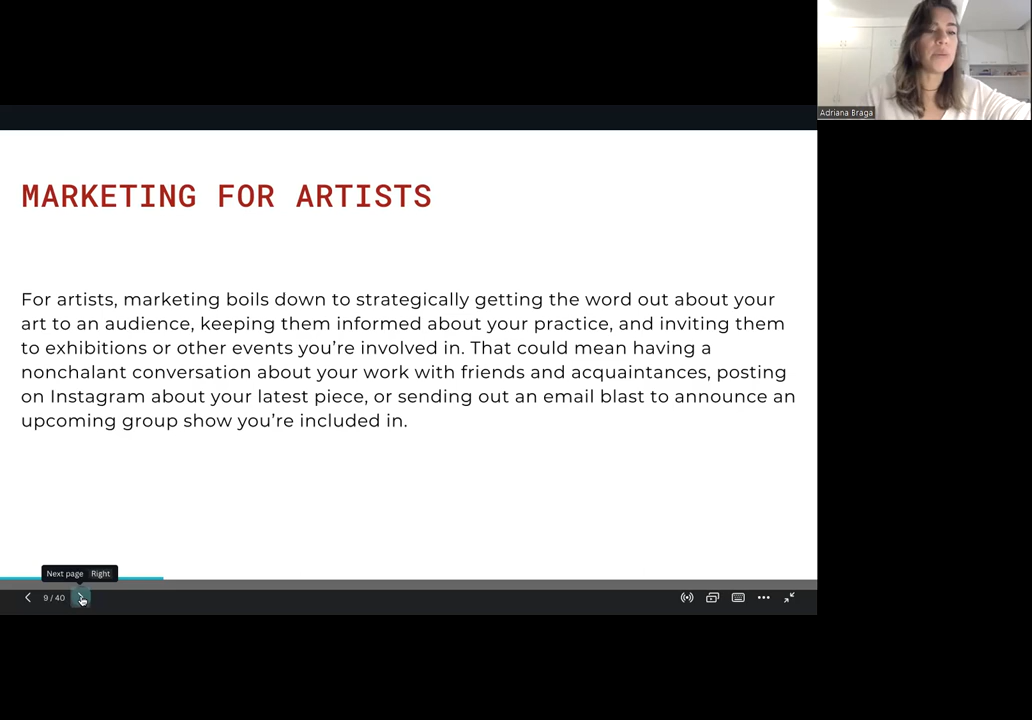 Adriana Braga
MARKETING FOR ARTISTS
For artists, marketing boils down to strategically getting the word out about your
art to an audience, keeping them informed about your practice, and inviting them
to exhibitions or other events you're involved in. That could mean having a
nonchalant conversation about your work with friends and acquaintances, posting
on Instagram about your latest piece, or sending out an email blast to announce an
upcoming group show you're included in.
Next page Right
9 / 40